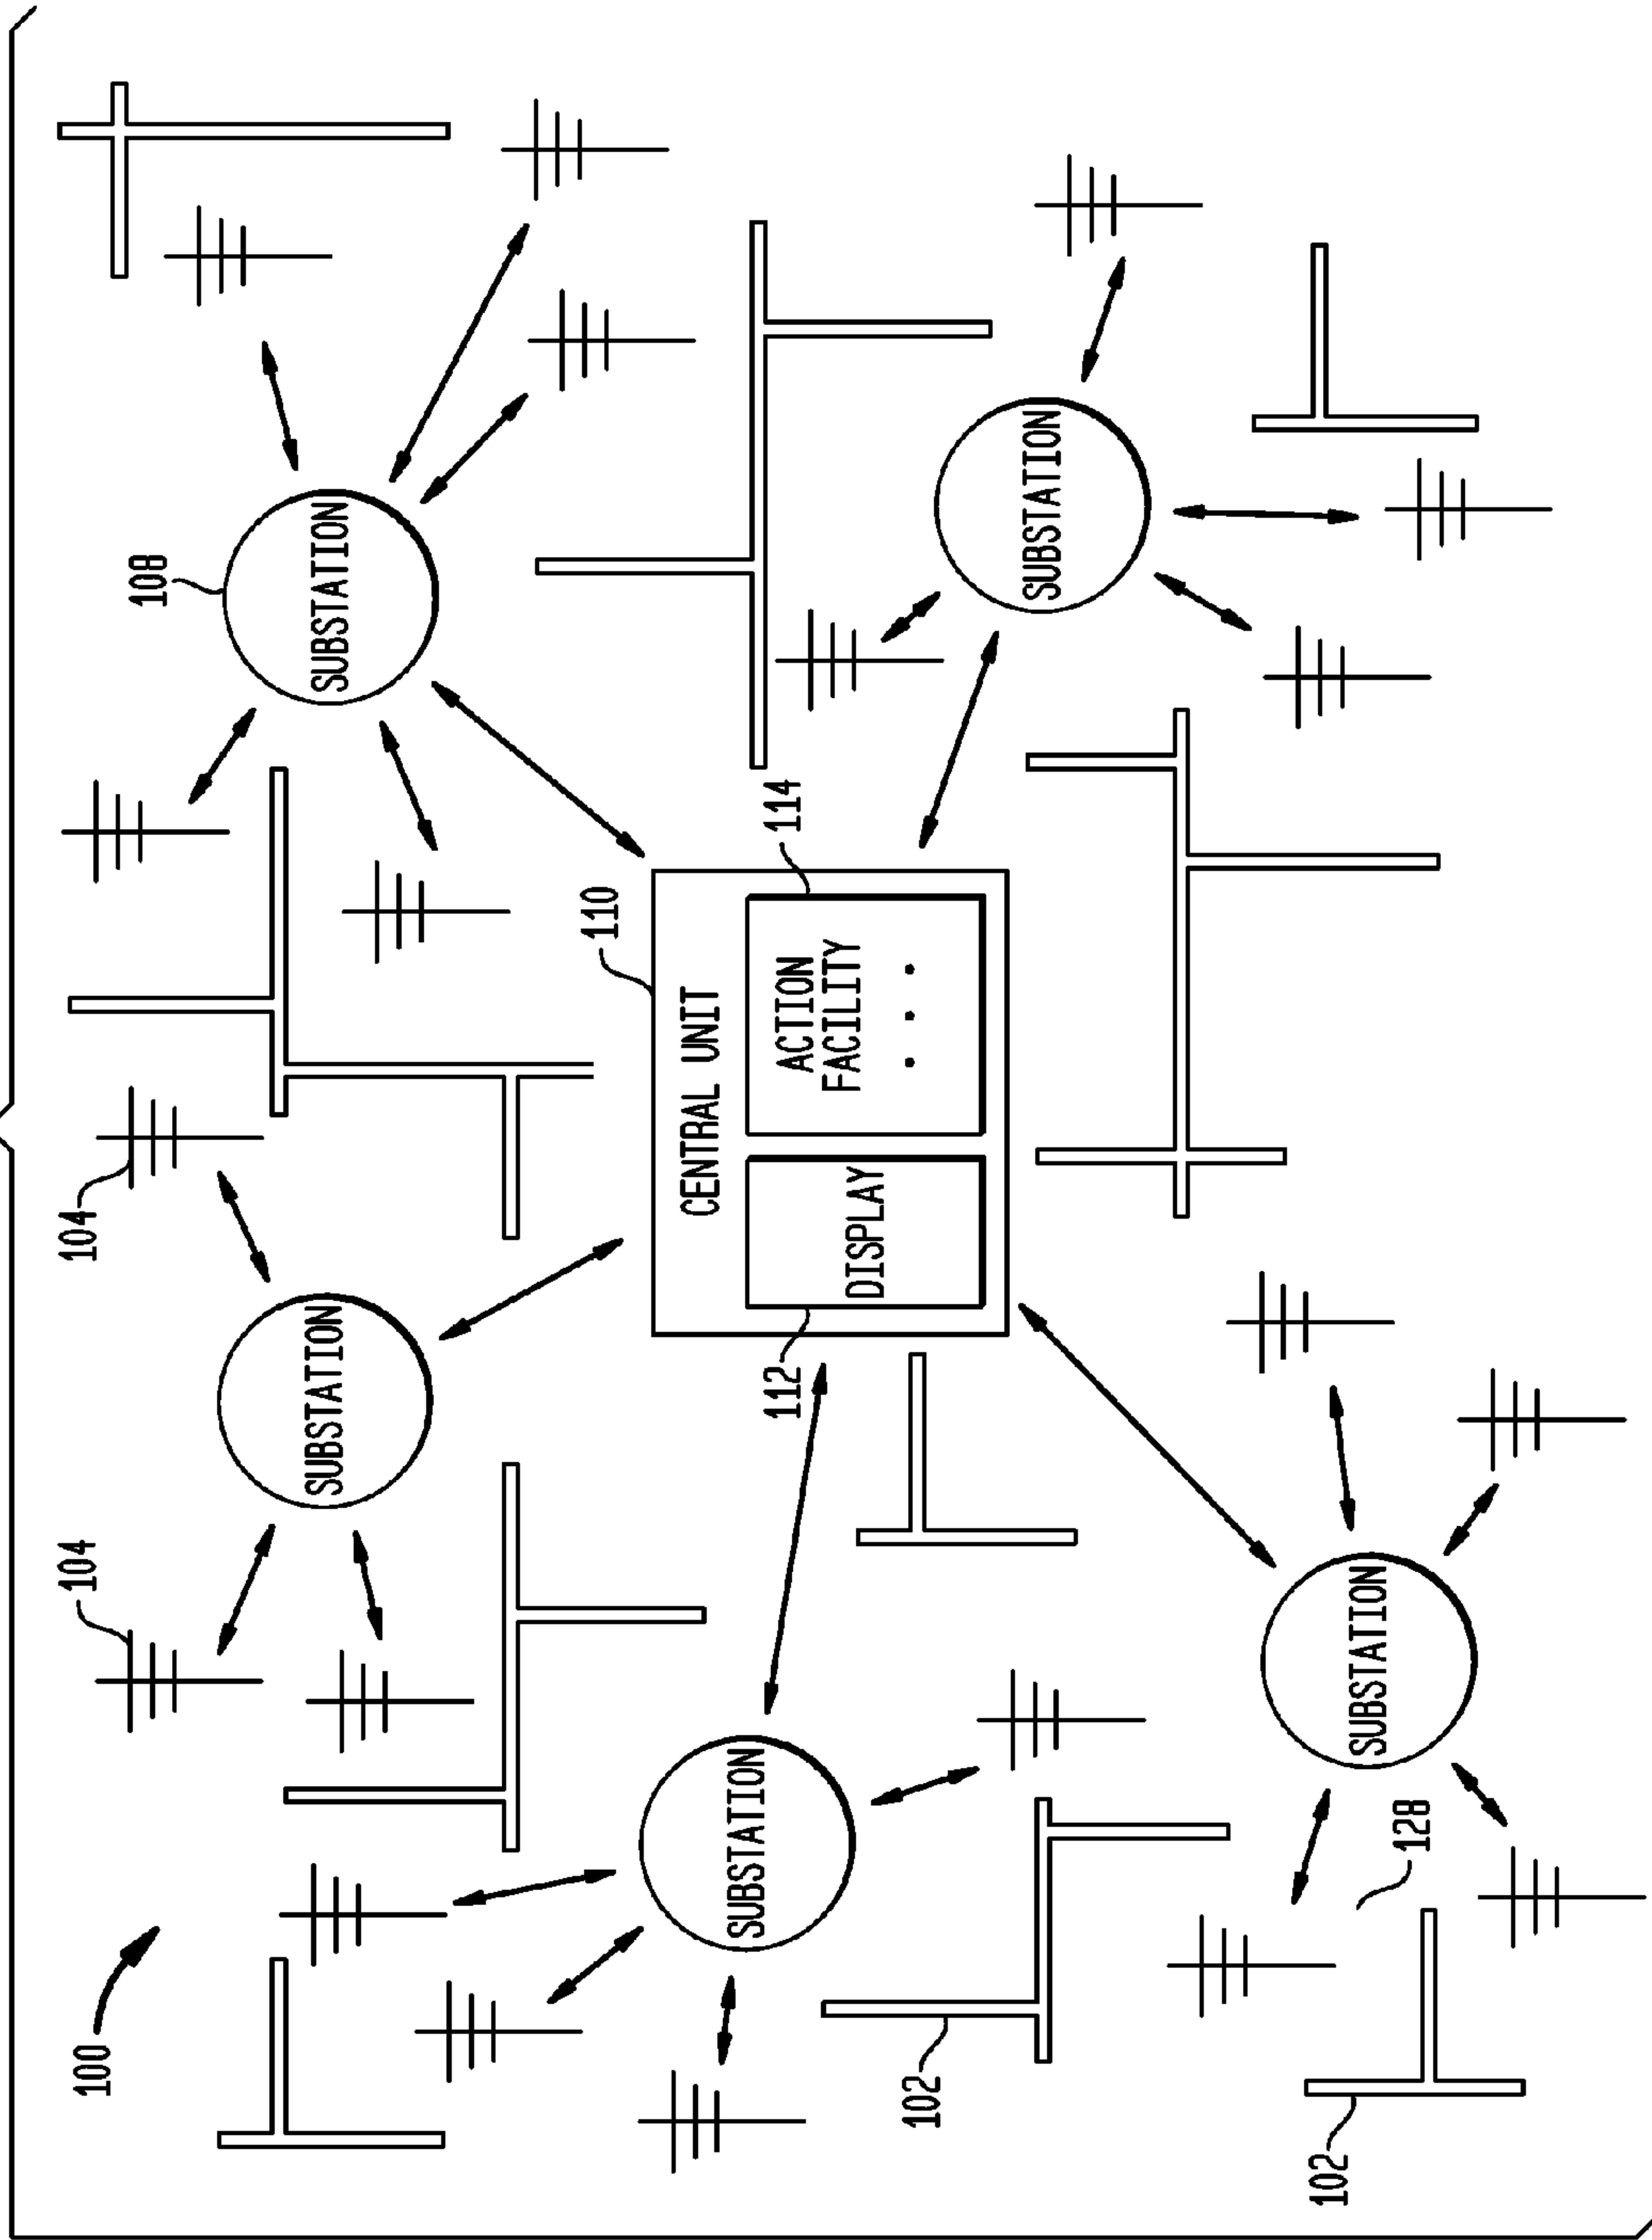 100
104
104
108
SUBSTATION
SUBSTATION
110
CENTRAL UNIT
SUBSTATION
112
114
DISPLAY
ACTION
FACILITY
. . .
102
SUBSTATION
102
SUBSTATION
128